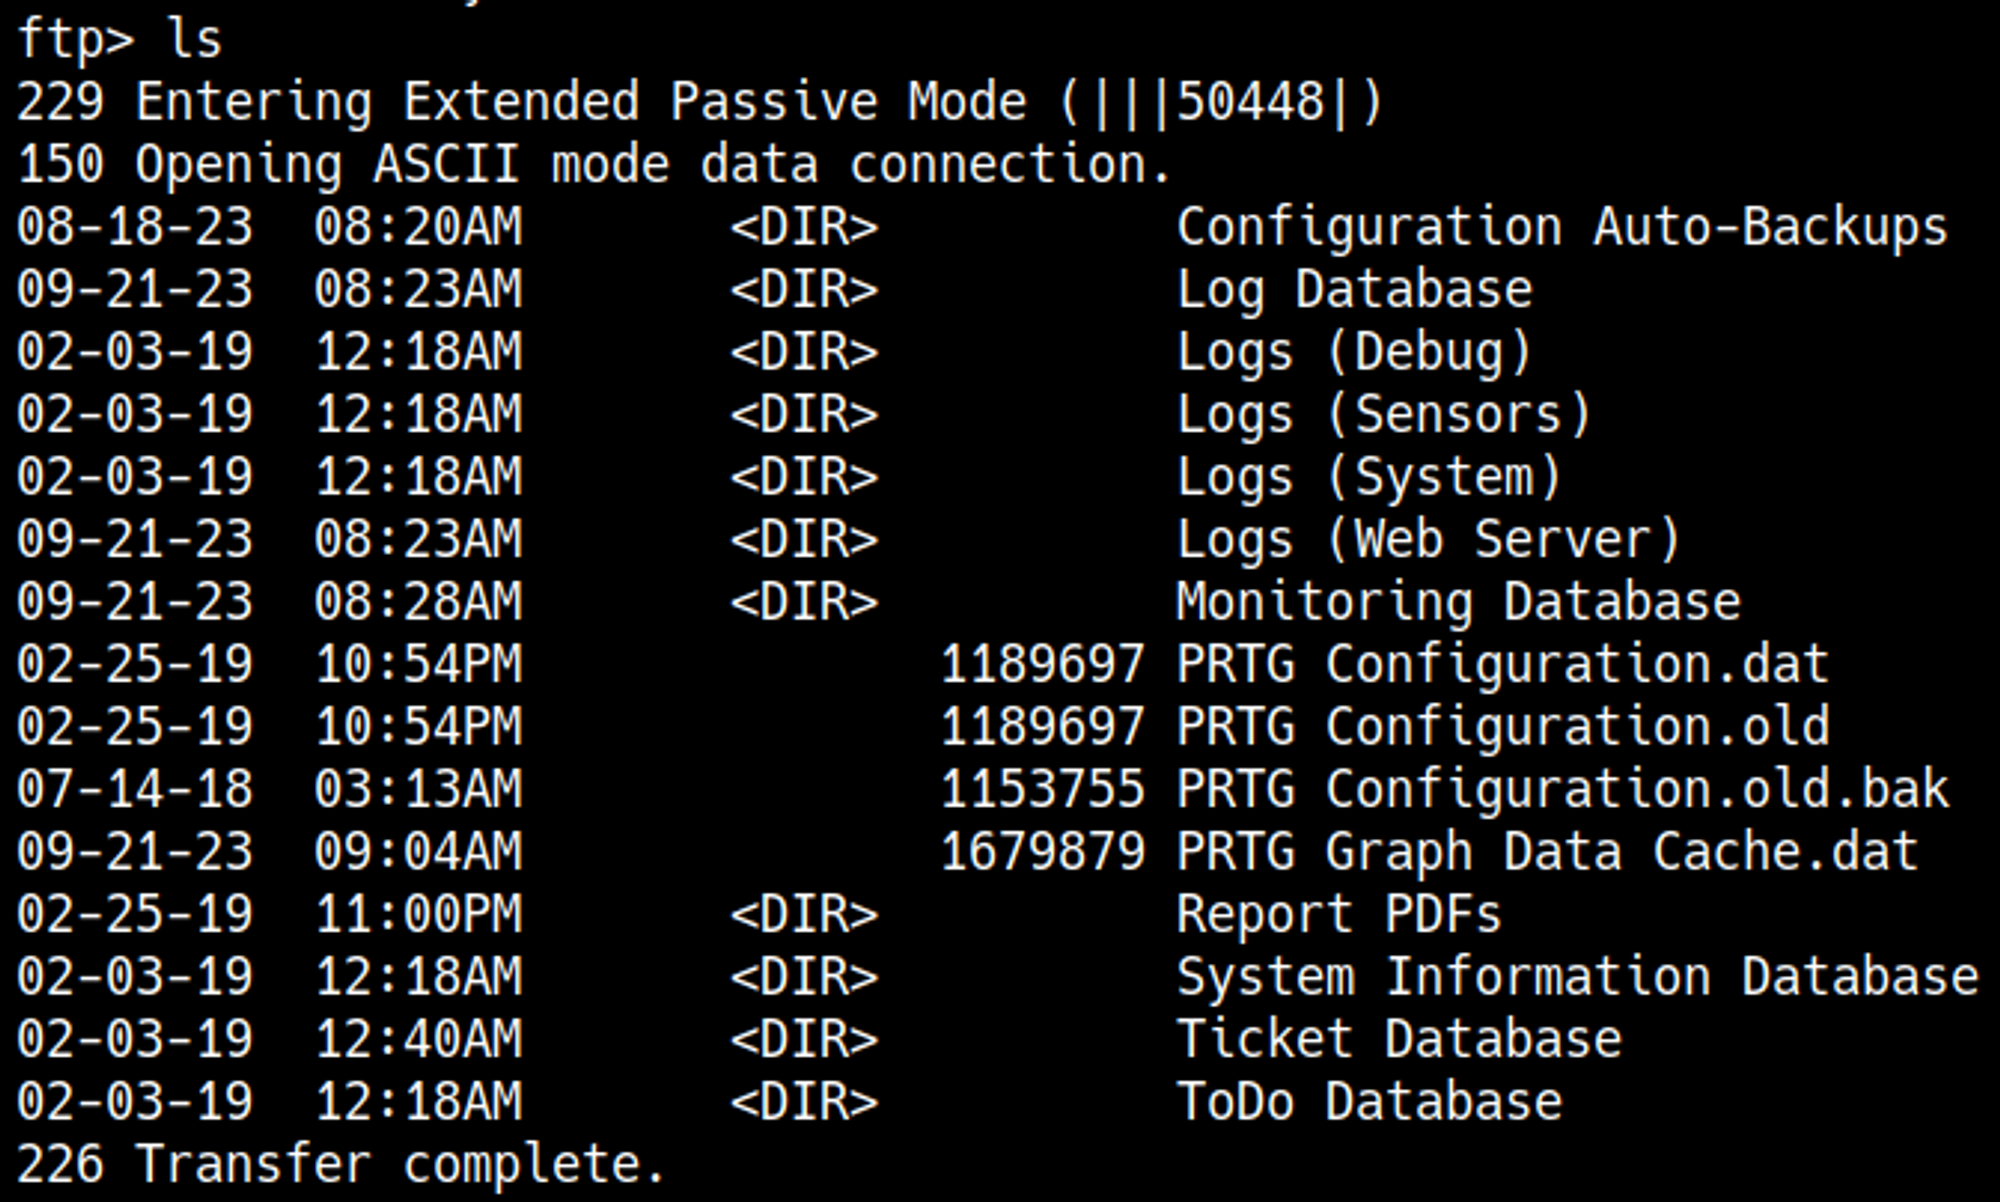 ftp> ls
229 Entering Extended Passive Mode (|||50448|)
150 Opening ASCII mode data connection.
08-18-23  08:20AM       <DIR>          Configuration Auto-Backups
09-21-23  08:23AM       <DIR>          Log Database
02-03-19  12:18AM       <DIR>          Logs (Debug)
02-03-19  12:18AM       <DIR>          Logs (Sensors)
02-03-19  12:18AM       <DIR>          Logs (System)
09-21-23  08:23AM       <DIR>          Logs (Web Server)
09-21-23  08:28AM       <DIR>          Monitoring Database
02-25-19  10:54PM              1189697 PRTG Configuration.dat
02-25-19  10:54PM              1189697 PRTG Configuration.old
07-14-18  03:13AM              1153755 PRTG Configuration.old.bak
09-21-23  09:04AM              1679879 PRTG Graph Data Cache.dat
02-25-19  11:00PM       <DIR>          Report PDFs
02-03-19  12:18AM       <DIR>          System Information Database
02-03-19  12:40AM       <DIR>          Ticket Database
02-03-19  12:18AM       <DIR>          ToDo Database
226 Transfer complete.